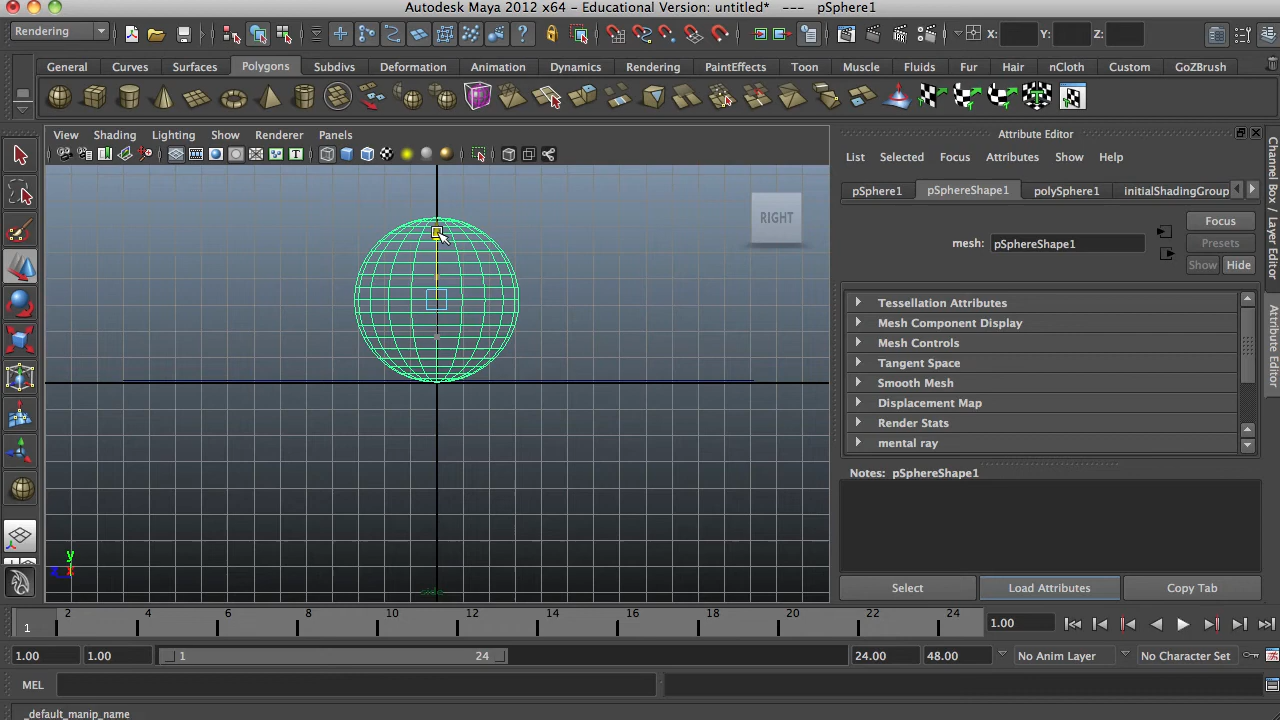 Autodesk Maya 2012 x64 - Educational Version: untitled* --- pSphere1
Rendering X: Y: Z:
General Curves Surfaces Polygons Subdivs Deformation Animation Dynamics Rendering PaintEffects Toon Muscle Fluids Fur Hair nCloth Custom GoZBrush
View Shading Lighting Show Renderer Panels
RIGHT
y
z x
Attribute Editor
List Selected Focus Attributes Show Help
pSphere1 pSphereShape1 polySphere1 initialShadingGroup
mesh: pSphereShape1
Focus
Presets
Show Hide
Tessellation Attributes
Mesh Component Display
Mesh Controls
Tangent Space
Smooth Mesh
Displacement Map
Render Stats
mental ray
Notes: pSphereShape1
Select Load Attributes Copy Tab
Channel Box / Layer Editor
Attribute Editor
2 4 6 8 10 12 14 16 18 20 22 24
1 1.00
1.00 1.00 1 24 24.00 48.00 No Anim Layer No Character Set
MEL
_default_manip_name